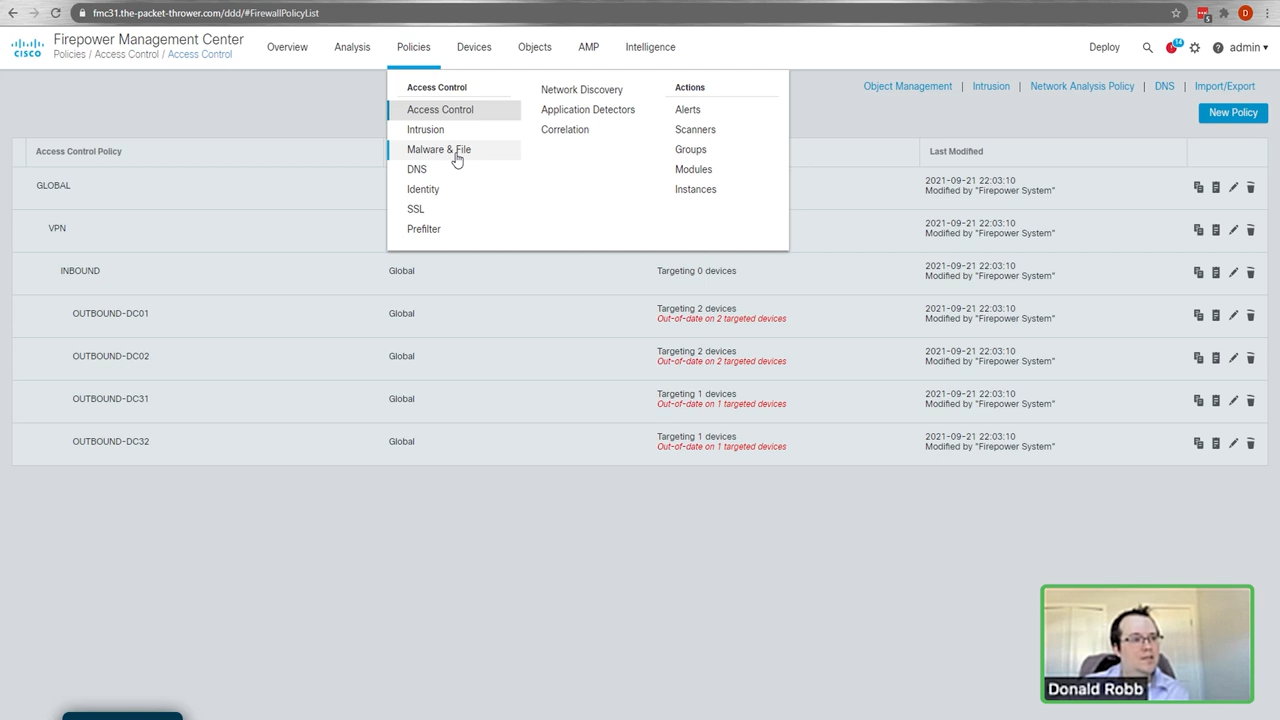 fmc31.the-packet-thrower.com/ddd/#FirewallPolicyList
5
D
CISCO
Firepower Management Center
Policies / Access Control / Access Control
Overview
Analysis
Policies
Devices
Objects
AMP
Intelligence
Deploy
14
admin
Object Management | Intrusion | Network Analysis Policy | DNS | Import/Export
New Policy
Access Control
Access Control
Intrusion
Malware & File
DNS
Identity
SSL
Prefilter
Network Discovery
Application Detectors
Correlation
Actions
Alerts
Scanners
Groups
Modules
Instances
Access Control Policy
Last Modified
GLOBAL
2021-09-21 22:03:10
Modified by "Firepower System"
VPN
2021-09-21 22:03:10
Modified by "Firepower System"
INBOUND
Global
Targeting 0 devices
2021-09-21 22:03:10
Modified by "Firepower System"
OUTBOUND-DC01
Global
Targeting 2 devices
Out-of-date on 2 targeted devices
2021-09-21 22:03:10
Modified by "Firepower System"
OUTBOUND-DC02
Global
Targeting 2 devices
Out-of-date on 2 targeted devices
2021-09-21 22:03:10
Modified by "Firepower System"
OUTBOUND-DC31
Global
Targeting 1 devices
Out-of-date on 1 targeted devices
2021-09-21 22:03:10
Modified by "Firepower System"
OUTBOUND-DC32
Global
Targeting 1 devices
Out-of-date on 1 targeted devices
2021-09-21 22:03:10
Modified by "Firepower System"
Donald Robb